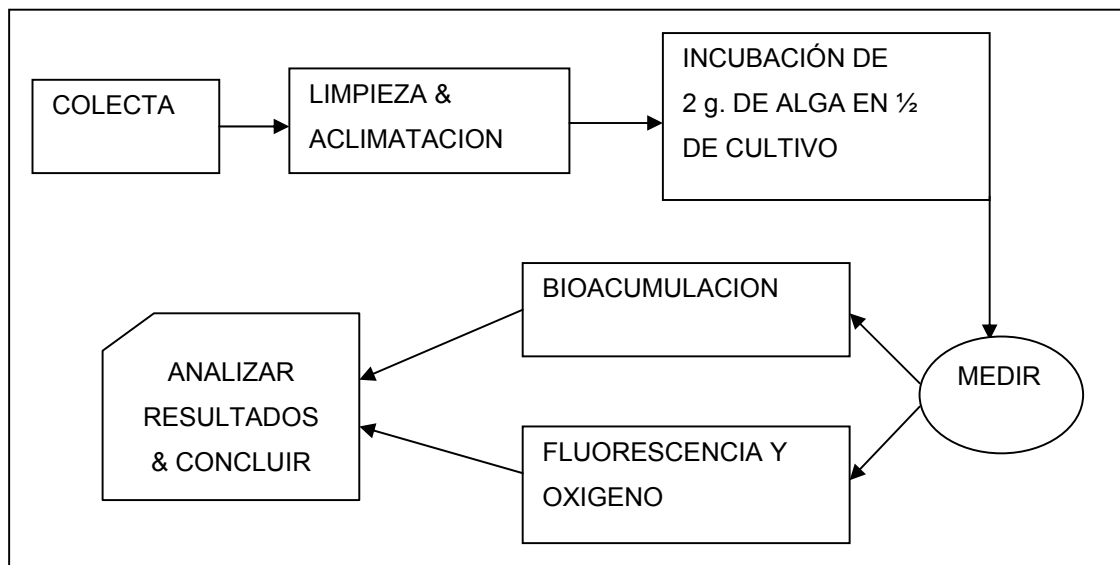 COLECTA
LIMPIEZA &
ACLIMATACION
INCUBACIÓN DE
2 g. DE ALGA EN ½
DE CULTIVO
MEDIR
BIOACUMULACION
FLUORESCENCIA Y
OXIGENO
ANALIZAR
RESULTADOS
& CONCLUIR